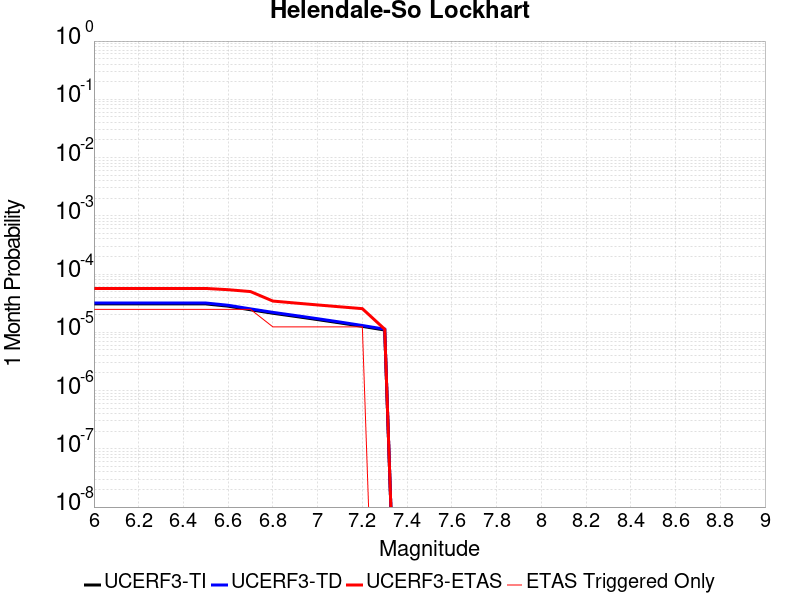 Helendale-So Lockhart
10^0
10^-1
10^-2
10^-3
10^-4
10^-5
10^-6
10^-7
10^-8
1 Month Probability
6 6.2 6.4 6.6 6.8 7 7.2 7.4 7.6 7.8 8 8.2 8.4 8.6 8.8 9
Magnitude
UCERF3-TI UCERF3-TD UCERF3-ETAS ETAS Triggered Only